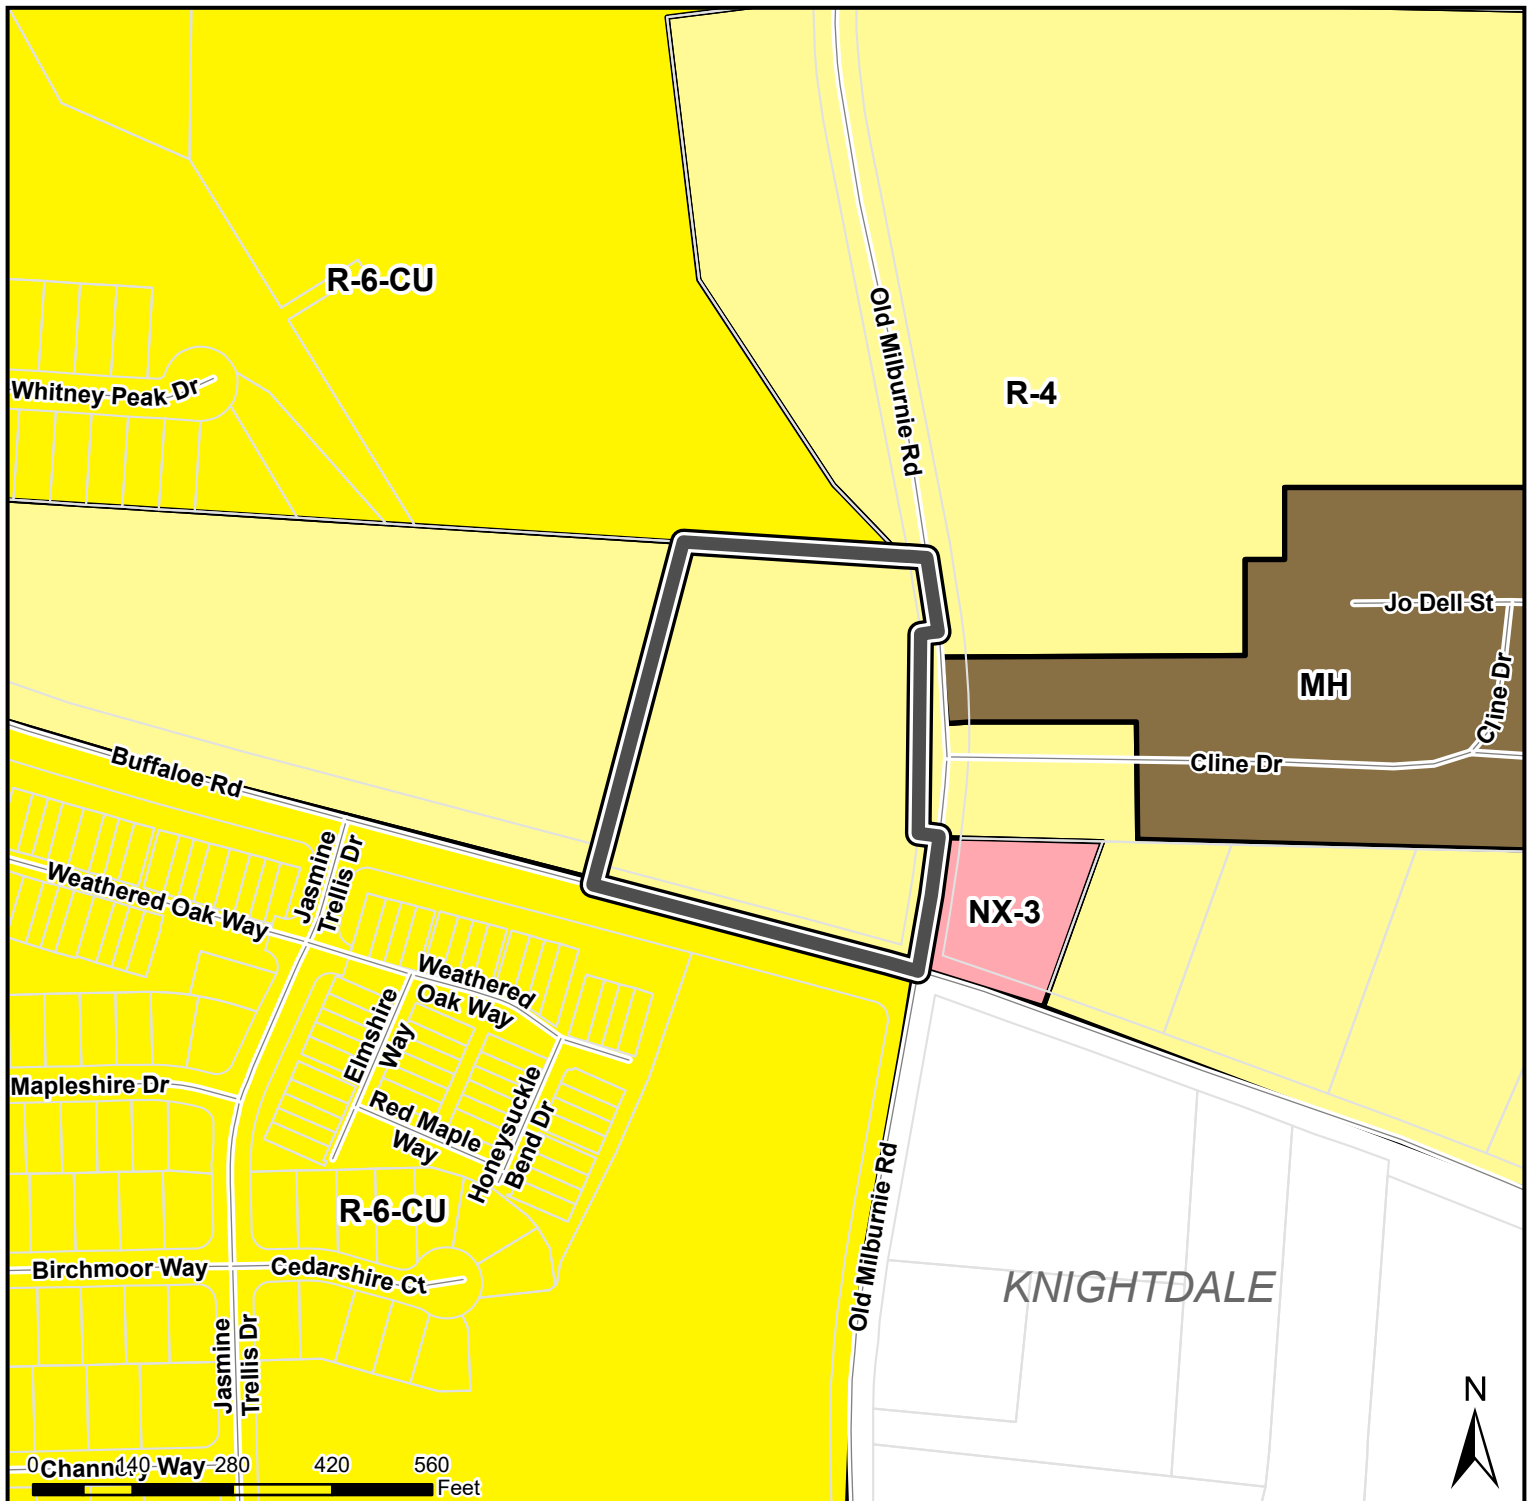 R-6-CU
Old Milburnie Rd
Whitney Peak Dr
R-4
Jo Dell St
MH
Cline Dr
Buffaloe Rd
Cline Dr
Jasmine
Trellis Dr
Weathered Oak Way
NX-3
Weathered
Oak Way
Elmshire
Way
Mapleshire Dr
Red Maple
Way
Honeysuckle
Bend Dr
R-6-CU
Old Milburnie Rd
Birchmoor Way
Cedarshire Ct
KNIGHTDALE
Jasmine
Trellis Dr
N
0 140 280 420 560
Feet
Way